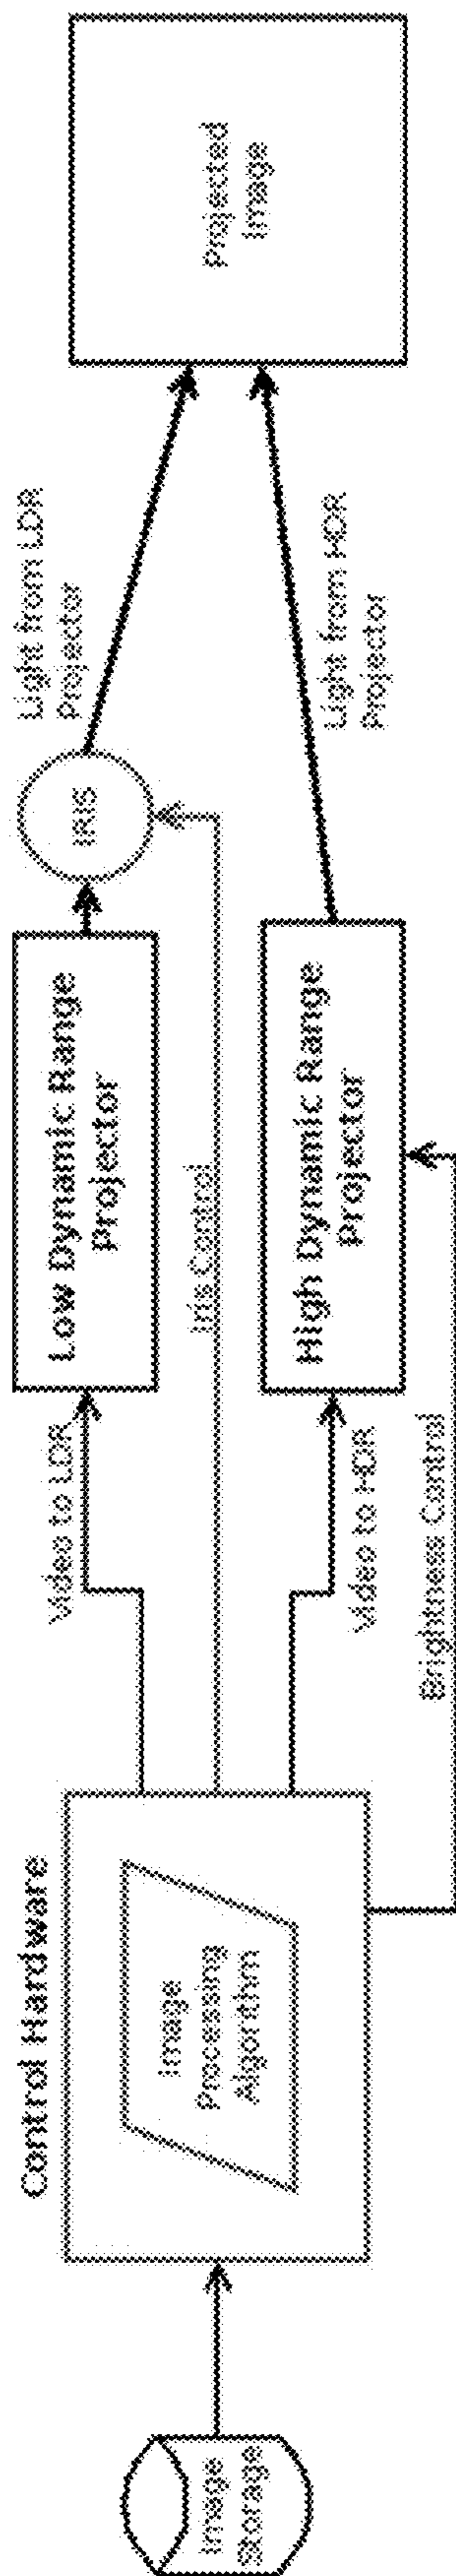 Image
Storage
Control Hardware
Image
Processing
Algorithm
Video to LDR
Iris Control
Video to HDR
Brightness Control
Low Dynamic Range
Projector
High Dynamic Range
Projector
IRIS
Light from LDR
Projector
Light from HDR
Projector
Projected
Image